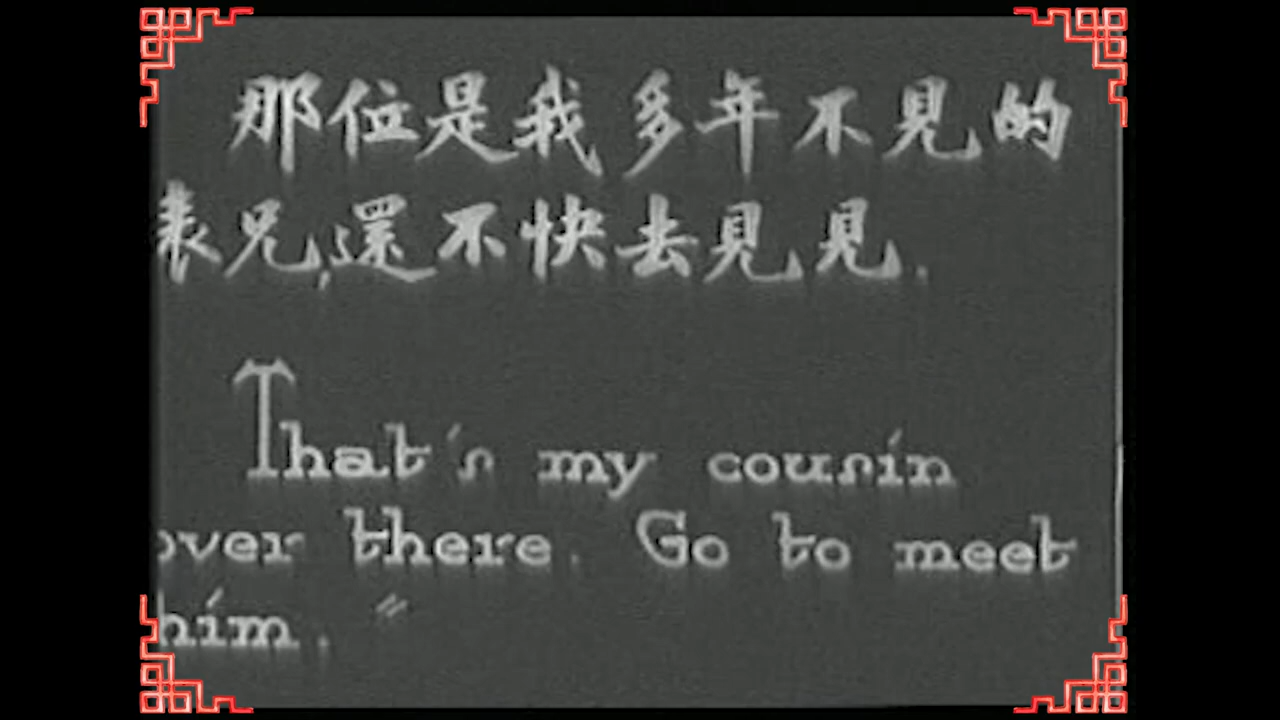 那位是我多年不見的
表兄,還不快去見見.
That's my cousin
over there. Go to meet
him."